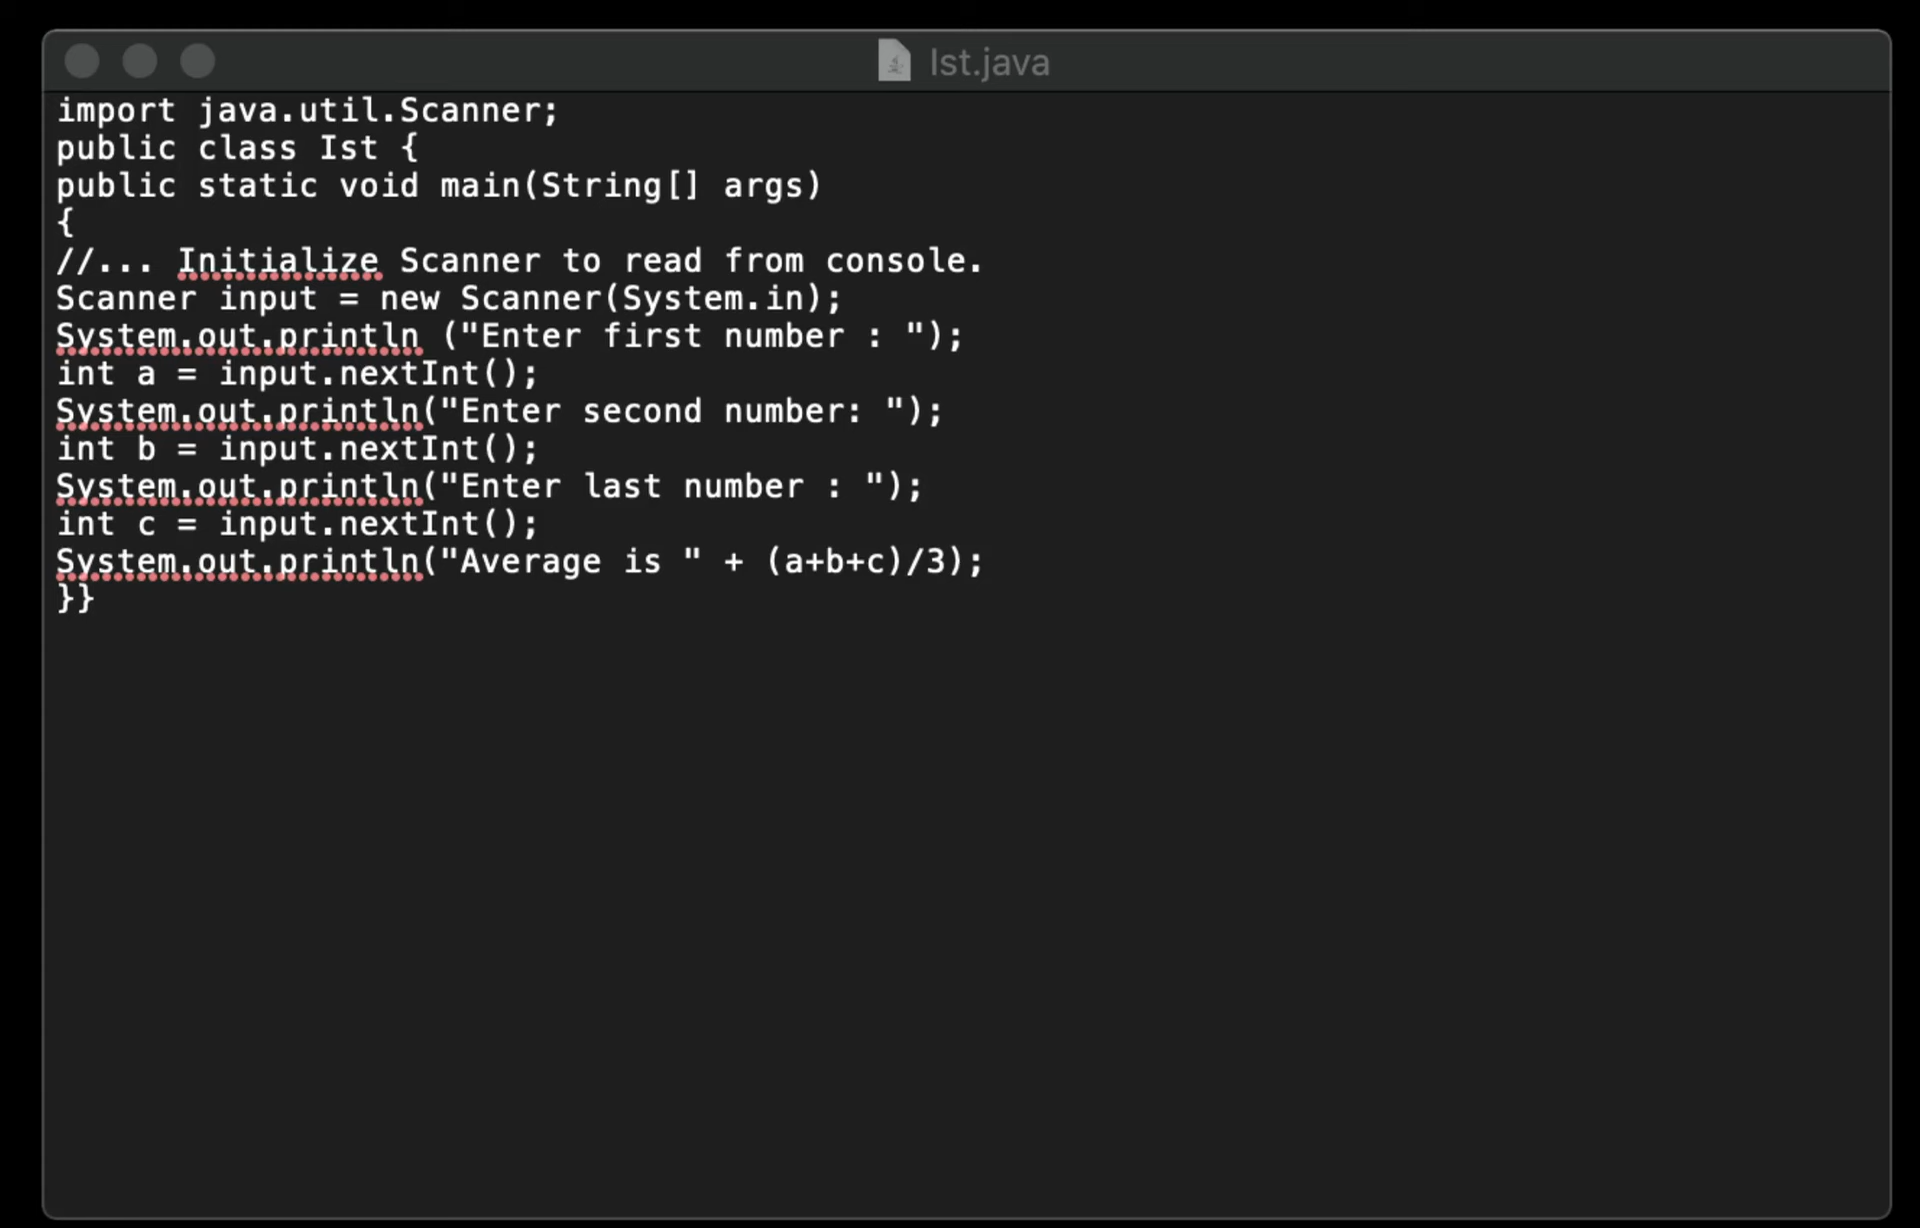 Ist.java
import java.util.Scanner;
public class Ist {
public static void main(String[] args)
{
//... Initialize Scanner to read from console.
Scanner input = new Scanner(System.in);
System.out.println ("Enter first number : ");
int a = input.nextInt();
System.out.println("Enter second number: ");
int b = input.nextInt();
System.out.println("Enter last number : ");
int c = input.nextInt();
System.out.println("Average is " + (a+b+c)/3);
}}